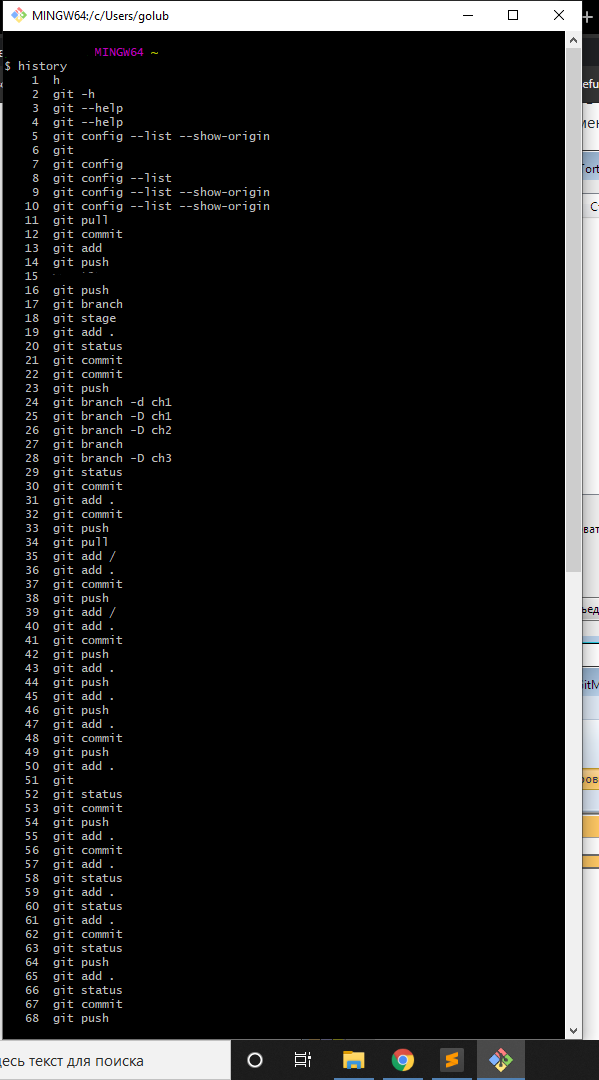 MINGW64:/c/Users/golub
MINGW64 ~
$ history
1 h
2 git -h
3 git --help
4 git --help
5 git config --list --show-origin
6 git
7 git config
8 git config --list
9 git config --list --show-origin
10 git config --list --show-origin
11 git pull
12 git commit
13 git add
14 git push
15
16 git push
17 git branch
18 git stage
19 git add .
20 git status
21 git commit
22 git commit
23 git push
24 git branch -d ch1
25 git branch -D ch1
26 git branch -D ch2
27 git branch
28 git branch -D ch3
29 git status
30 git commit
31 git add .
32 git commit
33 git push
34 git pull
35 git add /
36 git add .
37 git commit
38 git push
39 git add /
40 git add .
41 git commit
42 git push
43 git add .
44 git push
45 git add .
46 git push
47 git add .
48 git commit
49 git push
50 git add .
51 git
52 git status
53 git commit
54 git push
55 git add .
56 git commit
57 git add .
58 git status
59 git add .
60 git status
61 git add .
62 git commit
63 git status
64 git push
65 git add .
66 git status
67 git commit
68 git push
текст для поиска